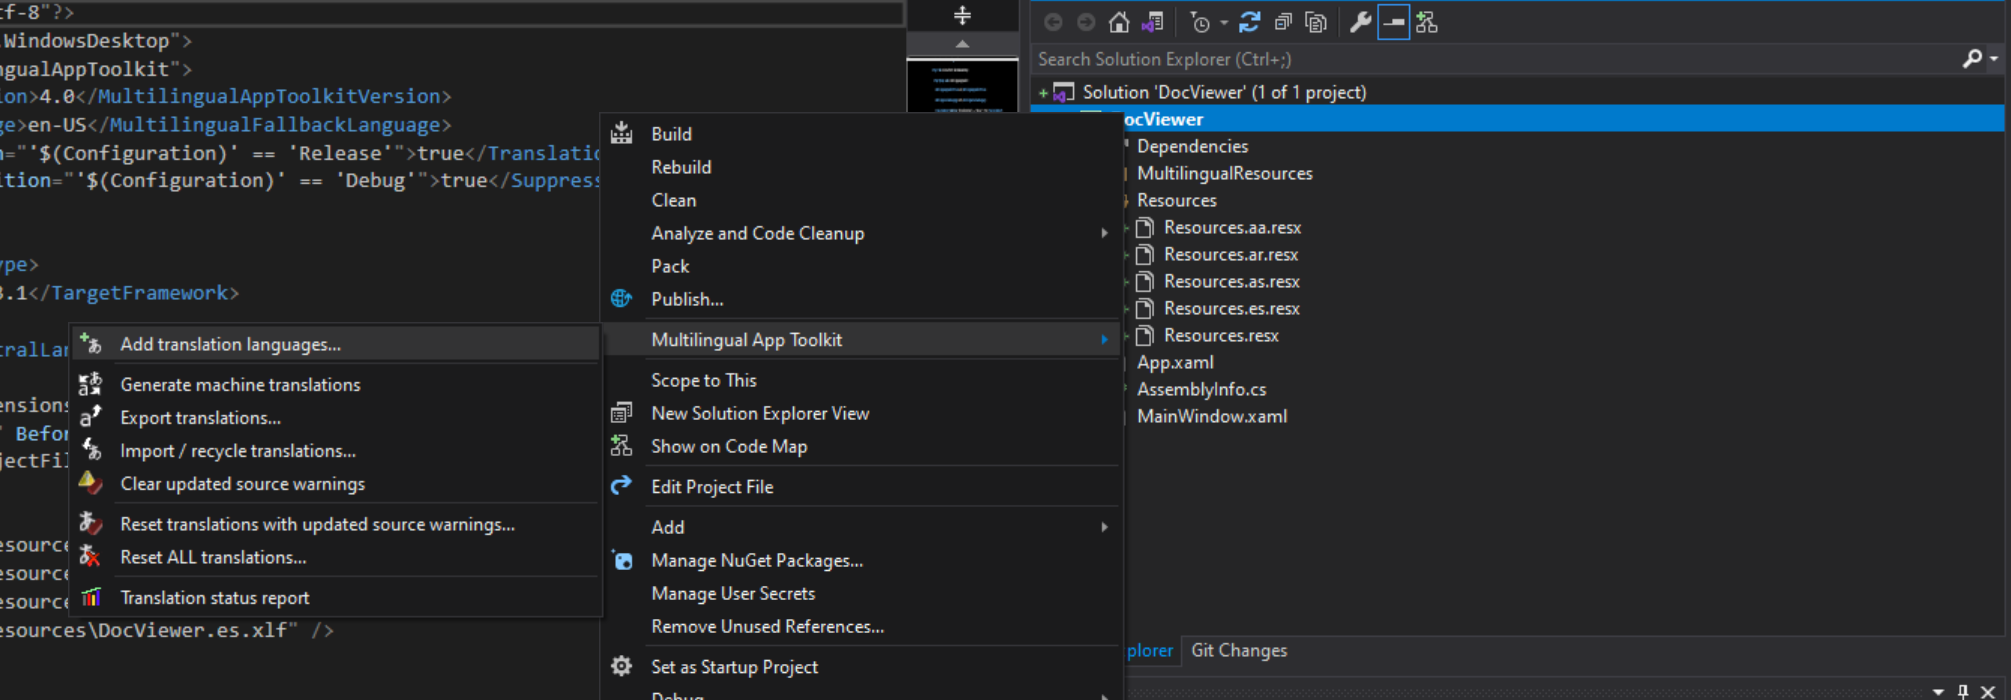 tf-8"?>
.WindowsDesktop">
ngualAppToolkit">
ion>4.0</MultilingualAppToolkitVersion>
ge>en-US</MultilingualFallbackLanguage>
n="'$(Configuration)' == 'Release'">true</Translatio
ition="'$(Configuration)' == 'Debug'">true</Suppress
ype>
3.1</TargetFramework>
tralLan
ensions
" Befor
jectFil
esource
esource
esource
esources\DocViewer.es.xlf" />
Add translation languages...
Generate machine translations
Export translations...
Import / recycle translations...
Clear updated source warnings
Reset translations with updated source warnings...
Reset ALL translations...
Translation status report
Build
Rebuild
Clean
Analyze and Code Cleanup
Pack
Publish...
Multilingual App Toolkit
Scope to This
New Solution Explorer View
Show on Code Map
Edit Project File
Add
Manage NuGet Packages...
Manage User Secrets
Remove Unused References...
Set as Startup Project
Debug
Search Solution Explorer (Ctrl+;)
Solution 'DocViewer' (1 of 1 project)
ocViewer
Dependencies
MultilingualResources
Resources
Resources.aa.resx
Resources.ar.resx
Resources.as.resx
Resources.es.resx
Resources.resx
App.xaml
AssemblyInfo.cs
MainWindow.xaml
plorer
Git Changes